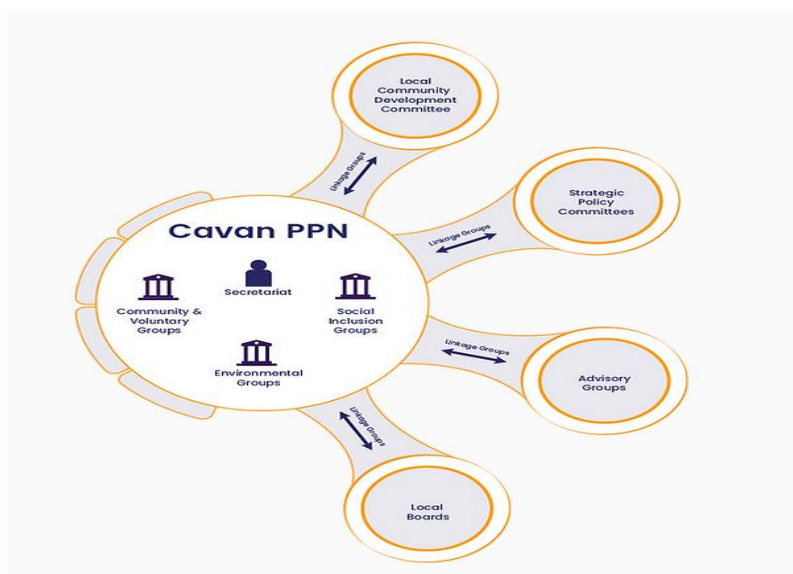 Local
Community
Development
Committee
Linkage Groups
Strategic
Policy
Committees
Linkage Groups
Cavan PPN
Secretariat
Community &
Voluntary
Groups
Social
Inclusion
Groups
Environmental
Groups
Linkage Groups
Advisory
Groups
Linkage Groups
Local
Boards